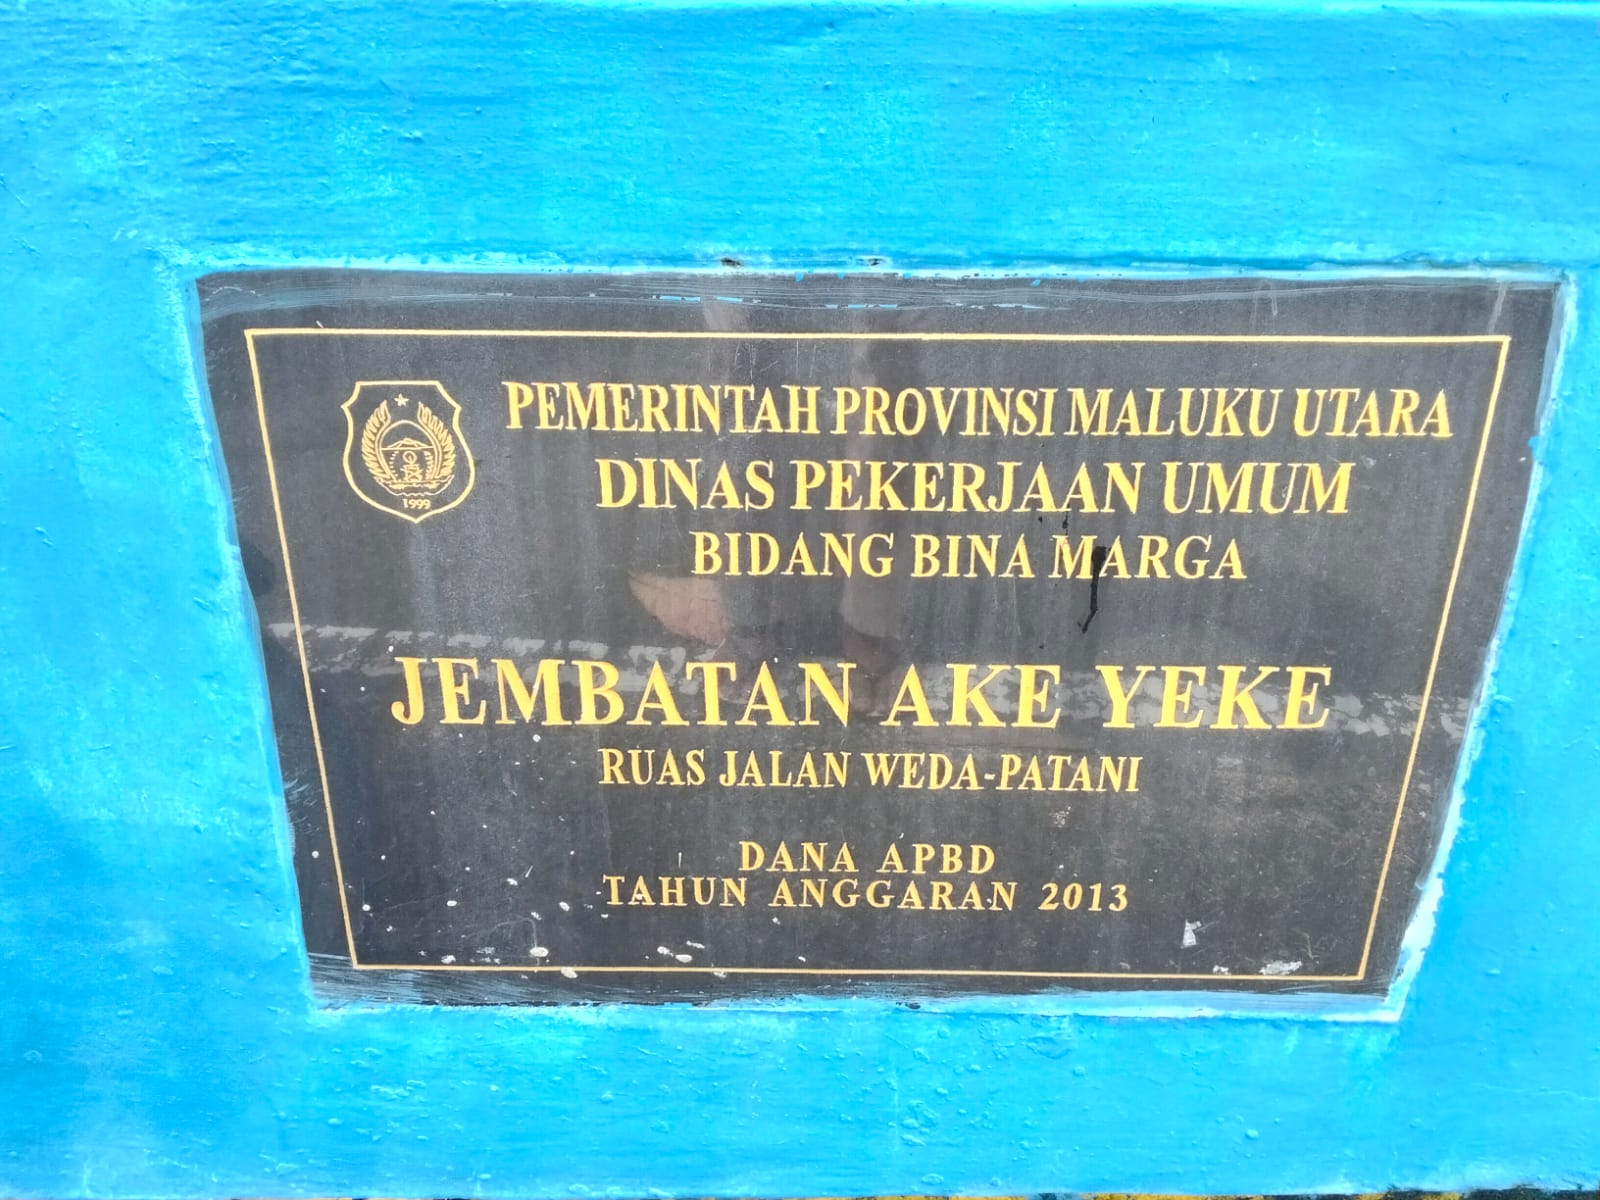 PEMERINTAH PROVINSI MALUKU UTARA
DINAS PEKERJAAN UMUM
BIDANG BINA MARGA
1999
JEMBATAN AKE YEKE
RUAS JALAN WEDA-PATANI
DANA APBD
TAHUN ANGGARAN 2013